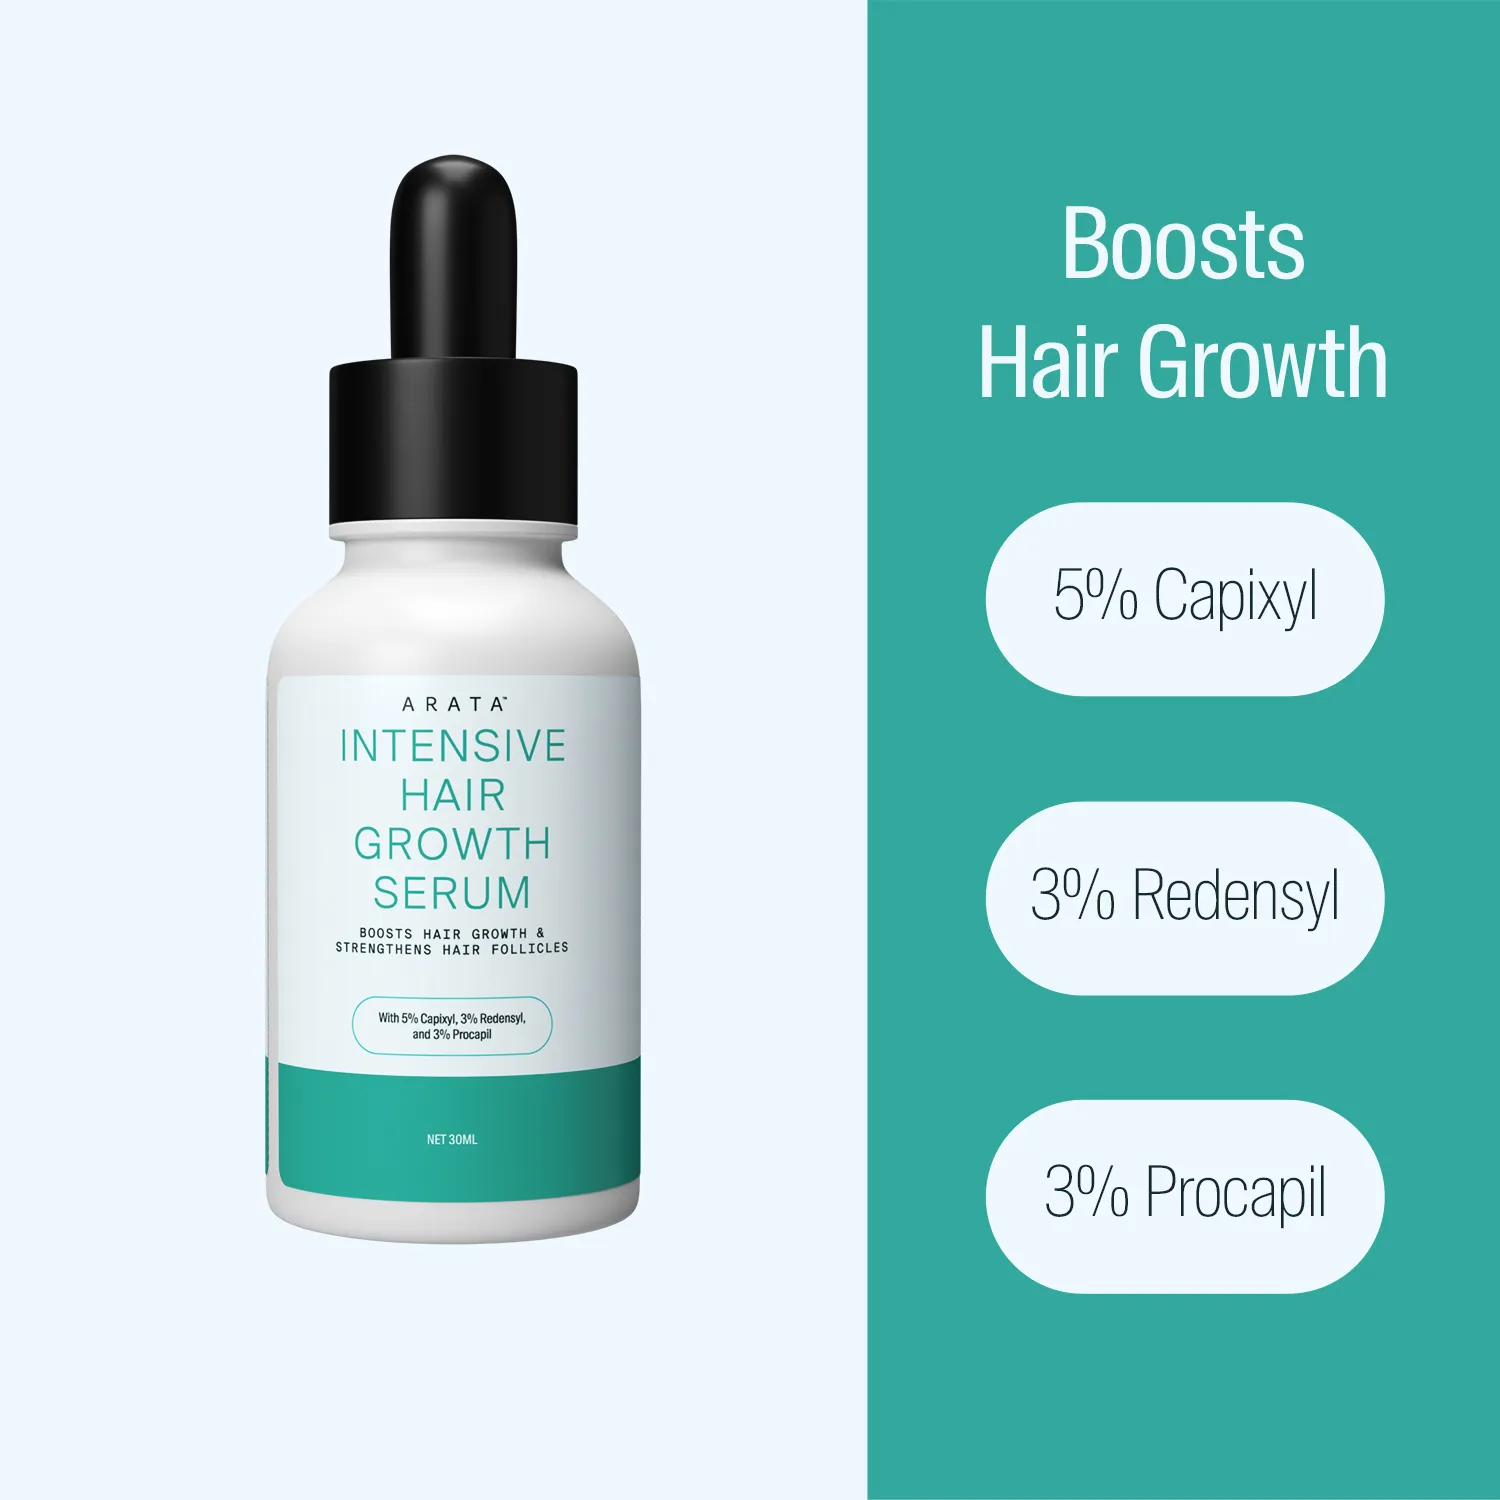 ARATA™
INTENSIVE
HAIR
GROWTH
SERUM
BOOSTS HAIR GROWTH &
STRENGTHENS HAIR FOLLICLES
With 5% Capixyl, 3% Redensyl,
and 3% Procapil
NET 30ML
Boosts
Hair Growth
5% Capixyl
3% Redensyl
3% Procapil